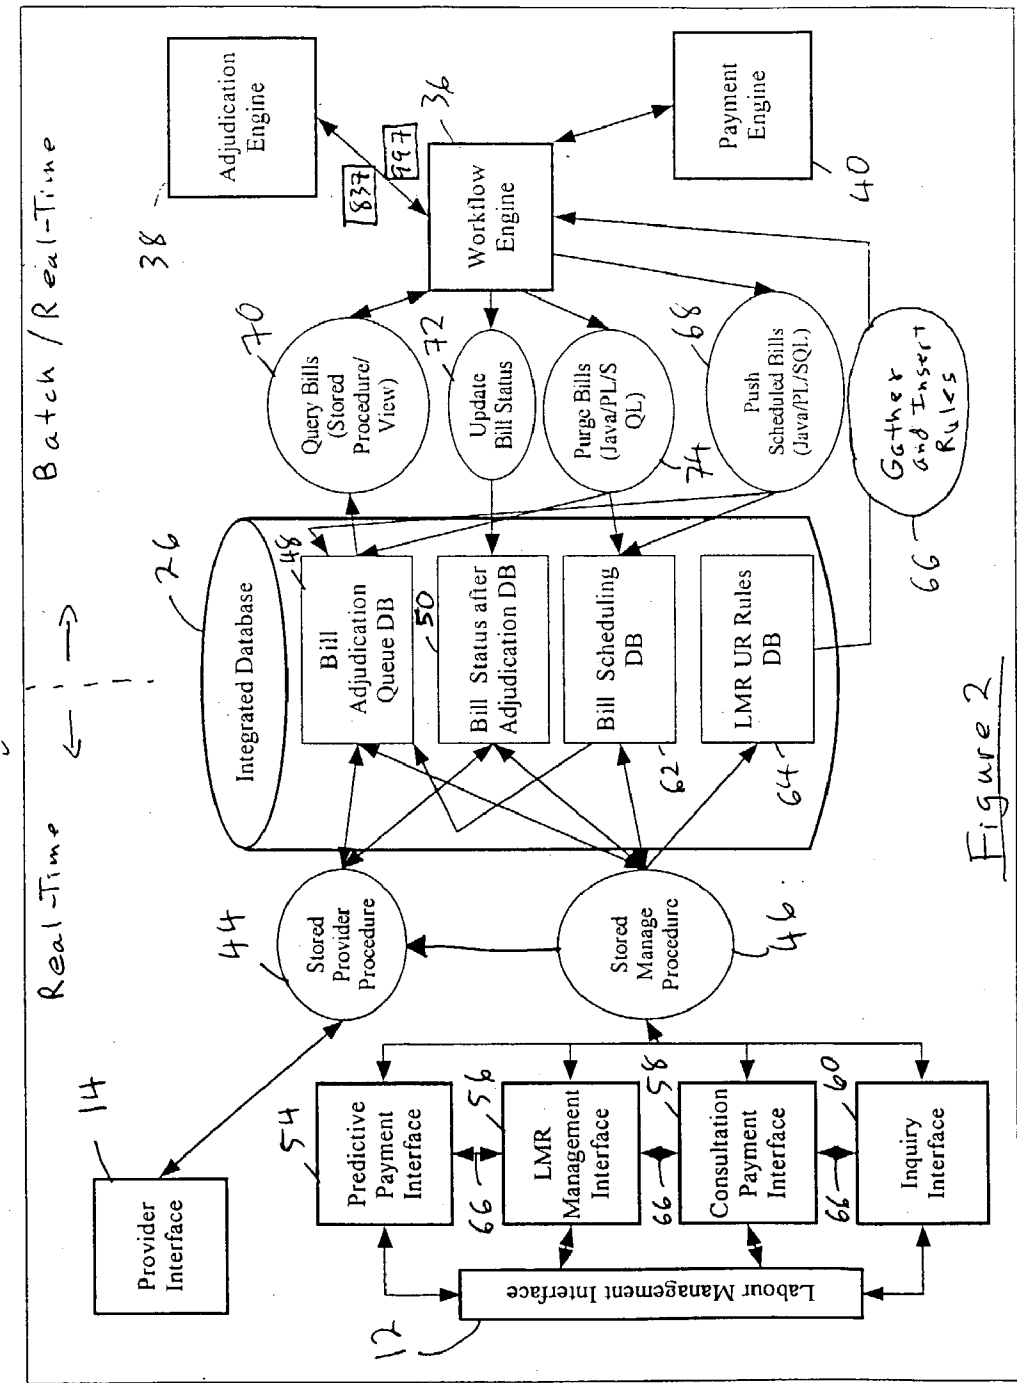 Real-Time
Batch / Real-Time
14
Provider
Interface
44
Stored
Provider
Procedure
26
Integrated Database
70
Query Bills
(Stored
Procedure/
View)
38
Adjudication
Engine
837
997
12
Labour Management Interface
54
Predictive
Payment
Interface
66
56
LMR
Management
Interface
66
58
Consultation
Payment
Interface
66
60
Inquiry
Interface
Stored
Manage
Procedure
46
48
Bill
Adjudication
Queue DB
50
Bill Status after
Adjudication DB
Bill Scheduling
DB
62
LMR UR Rules
DB
64
72
Update
Bill Status
Purge Bills
(Java/PL/S
QL)
74
68
Push
Scheduled Bills
(Java/PL/SQL)
Gather
and Insert
Rules
66
36
Workflow
Engine
Payment
Engine
40
Figure 2